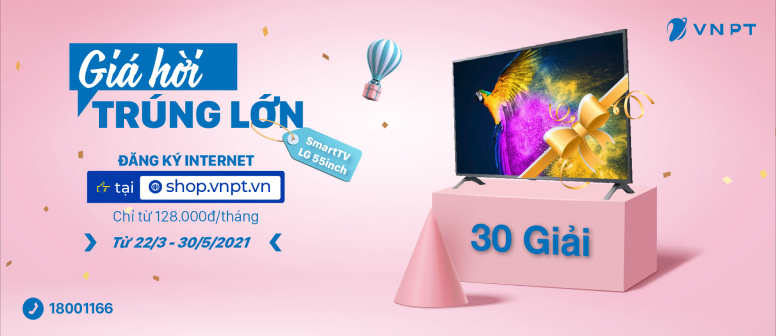 VNPT
Giá hời
TRÚNG LỚN
SmartTV
LG 55inch
ĐĂNG KÝ INTERNET
tại shop.vnpt.vn
Chỉ từ 128.000đ/tháng
Từ 22/3 - 30/5/2021
30 Giải
18001166